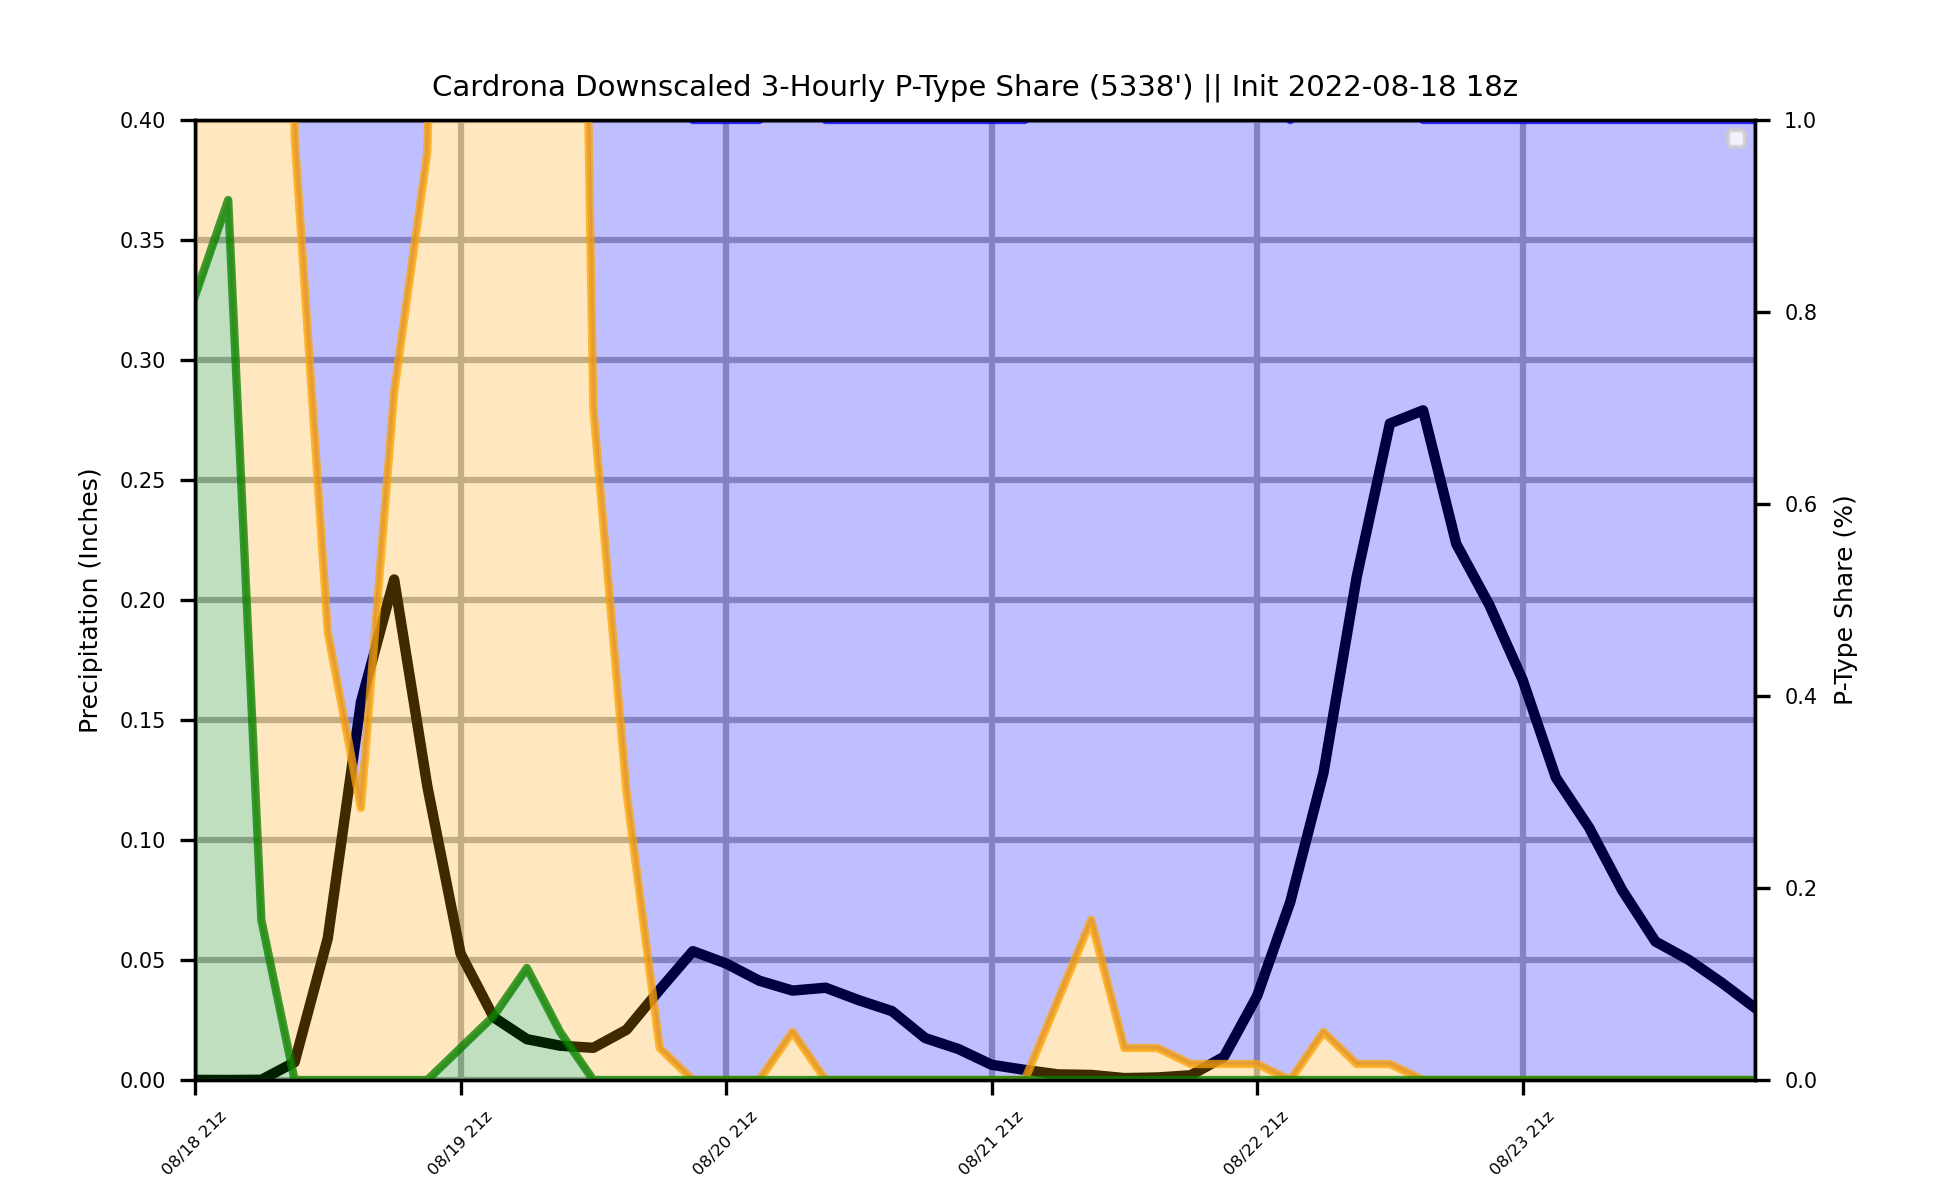 Cardrona Downscaled 3-Hourly P-Type Share (5338') || Init 2022-08-18 18z
0.40
0.35
0.30
0.25
0.20
0.15
0.10
0.05
0.00
Precipitation (Inches)
1.0
0.8
0.6
0.4
0.2
0.0
P-Type Share (%)
08/18 21z
08/19 21z
08/20 21z
08/21 21z
08/22 21z
08/23 21z